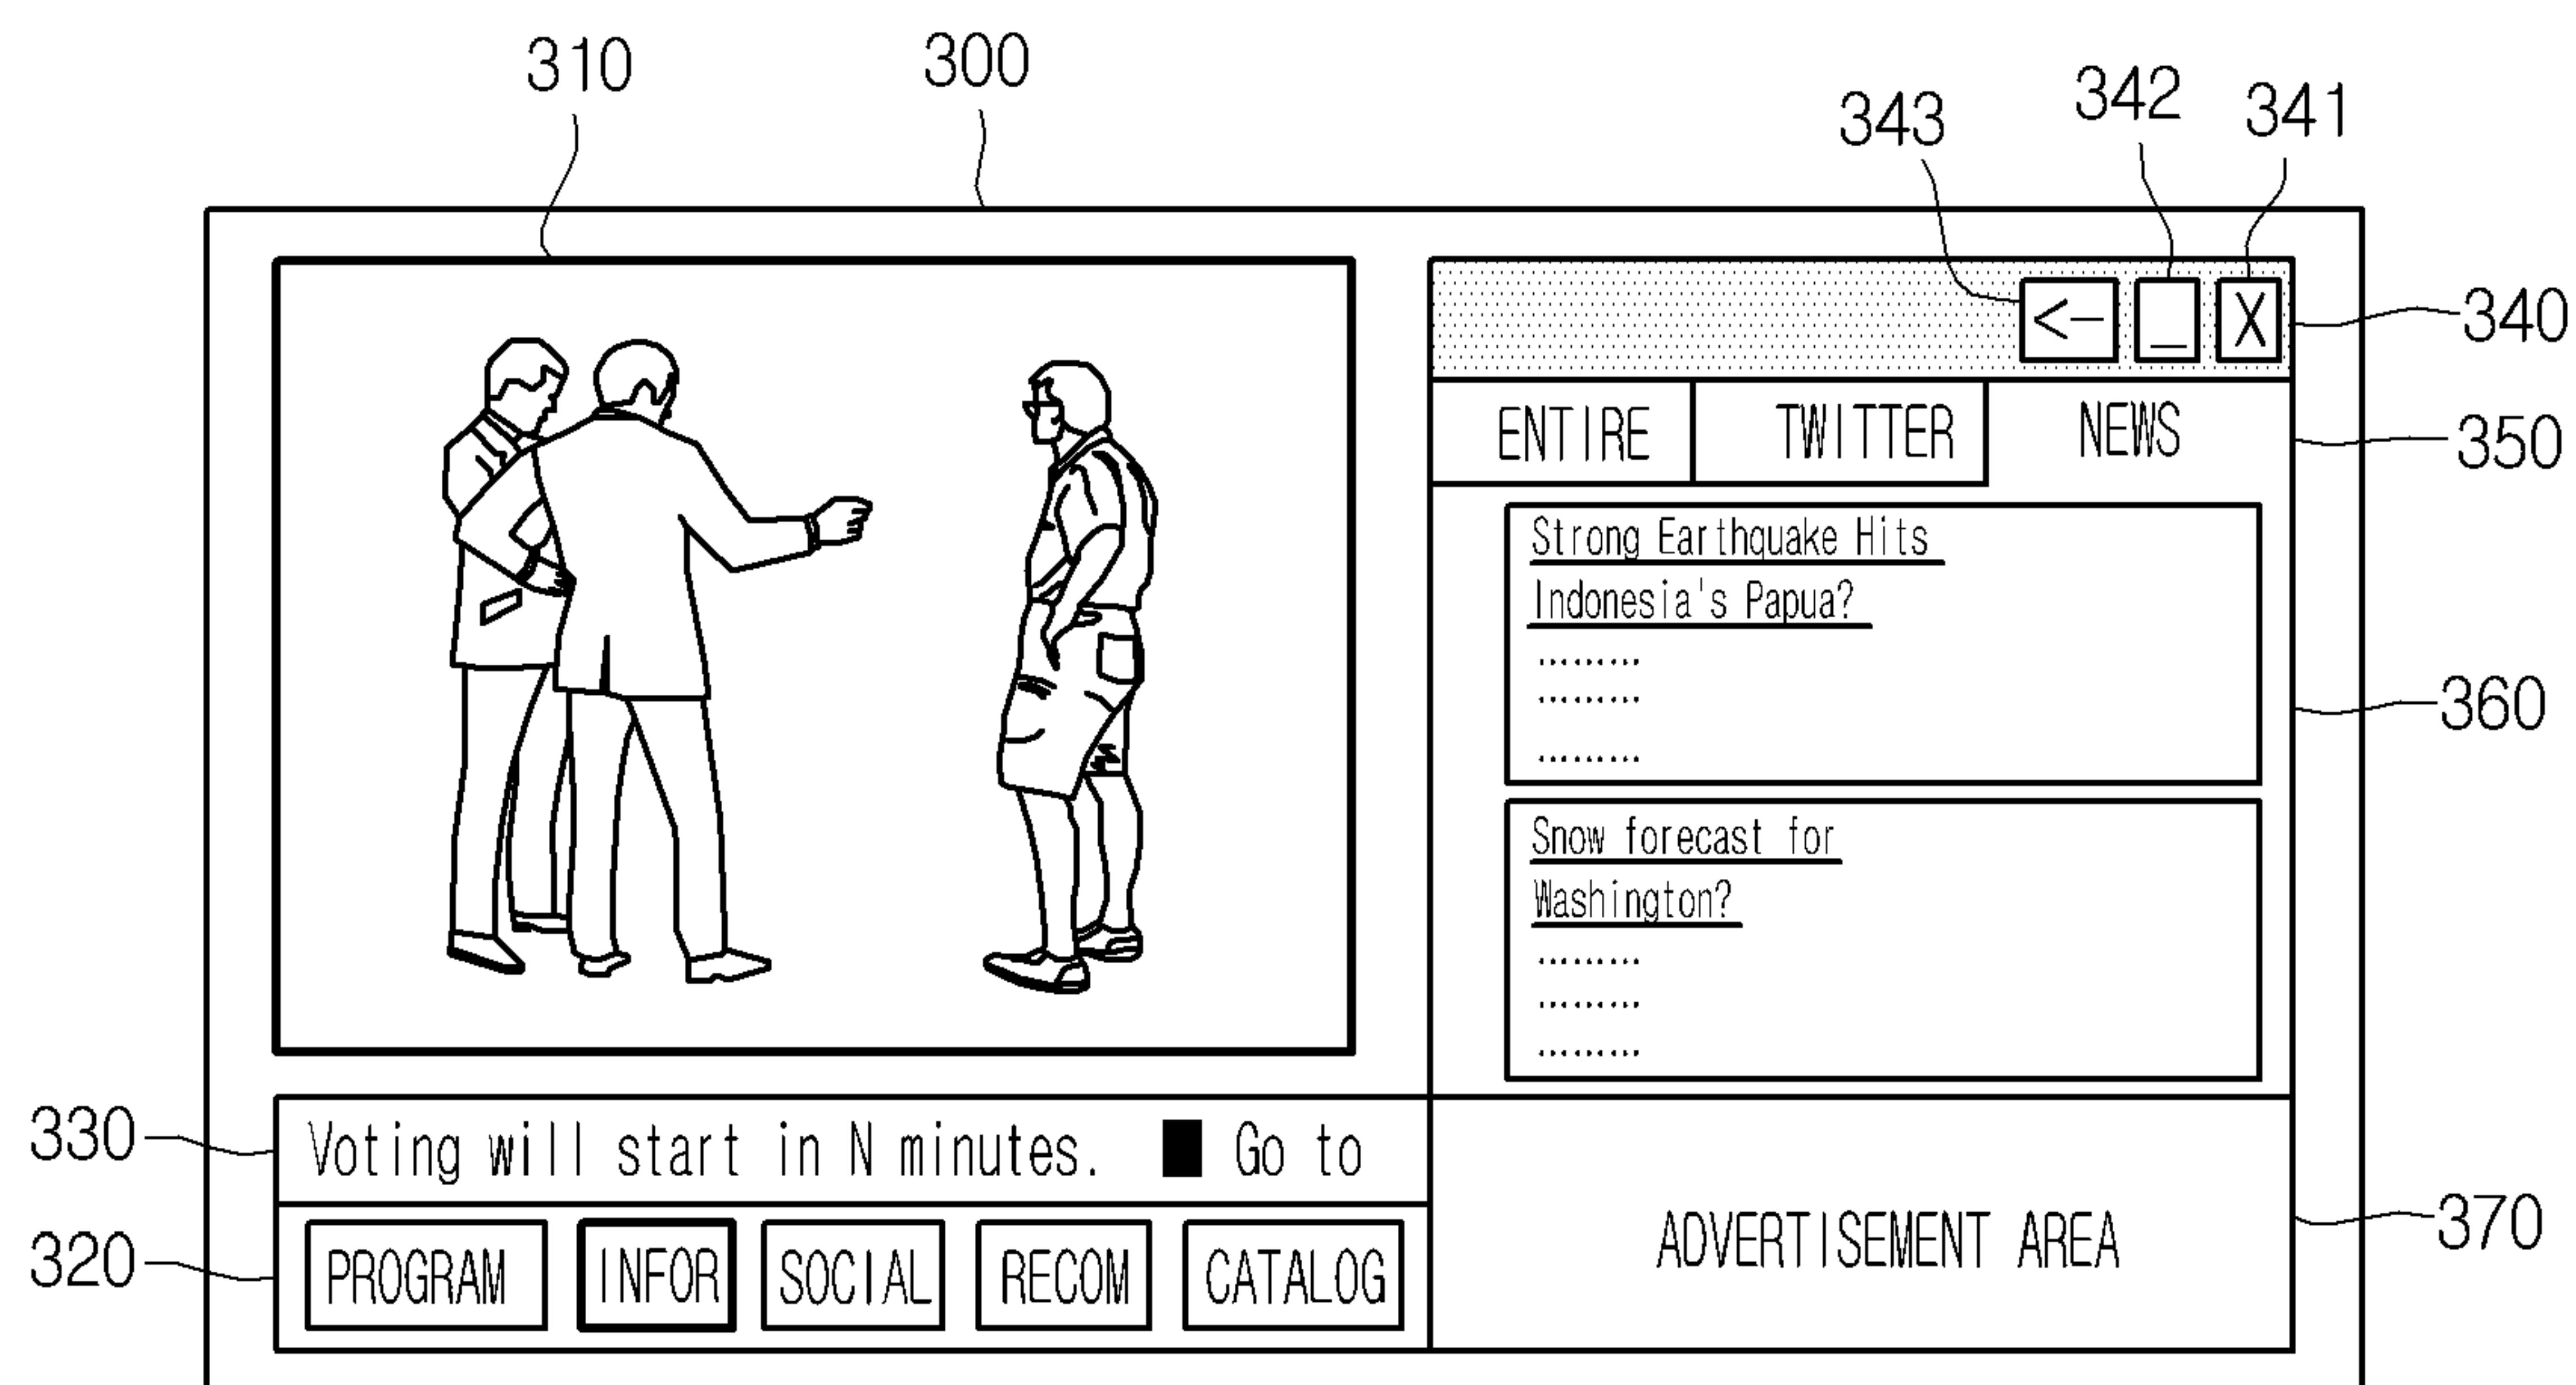 310
300
343
342
341
<- _ X
340
ENTIRE TWITTER NEWS
350
Strong Earthquake Hits
Indonesia's Papua?
.........
.........
.........
360
Snow forecast for
Washington?
.........
.........
.........
330
Voting will start in N minutes. ■ Go to
320
PROGRAM INFOR SOCIAL RECOM CATALOG
ADVERTISEMENT AREA
370